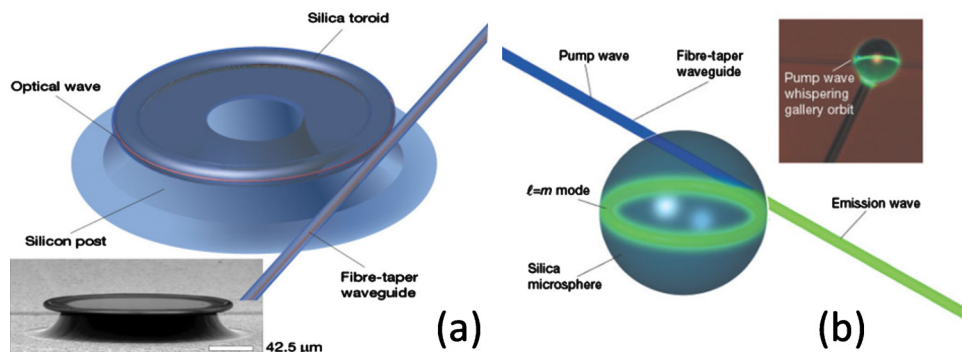 Silica toroid
Optical wave
Silicon post
Fibre-taper
waveguide
42.5 μm
(a)
Pump wave
Fibre-taper
waveguide
Pump wave
whispering
gallery orbit
ℓ=m mode
Emission wave
Silica
microsphere
(b)